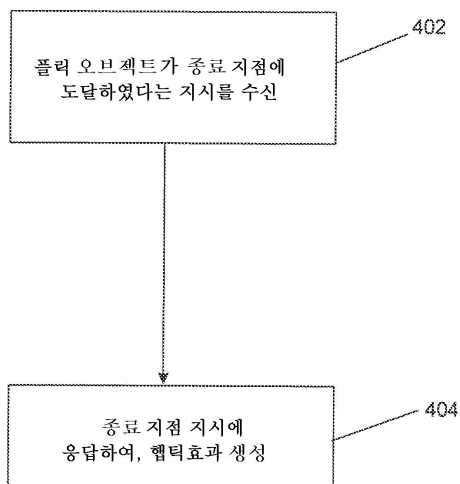 402
플릭 오브젝트가 종료 지점에
도달하였다는 지시를 수신
404
종료 지점 지시에
응답하여, 햅틱효과 생성